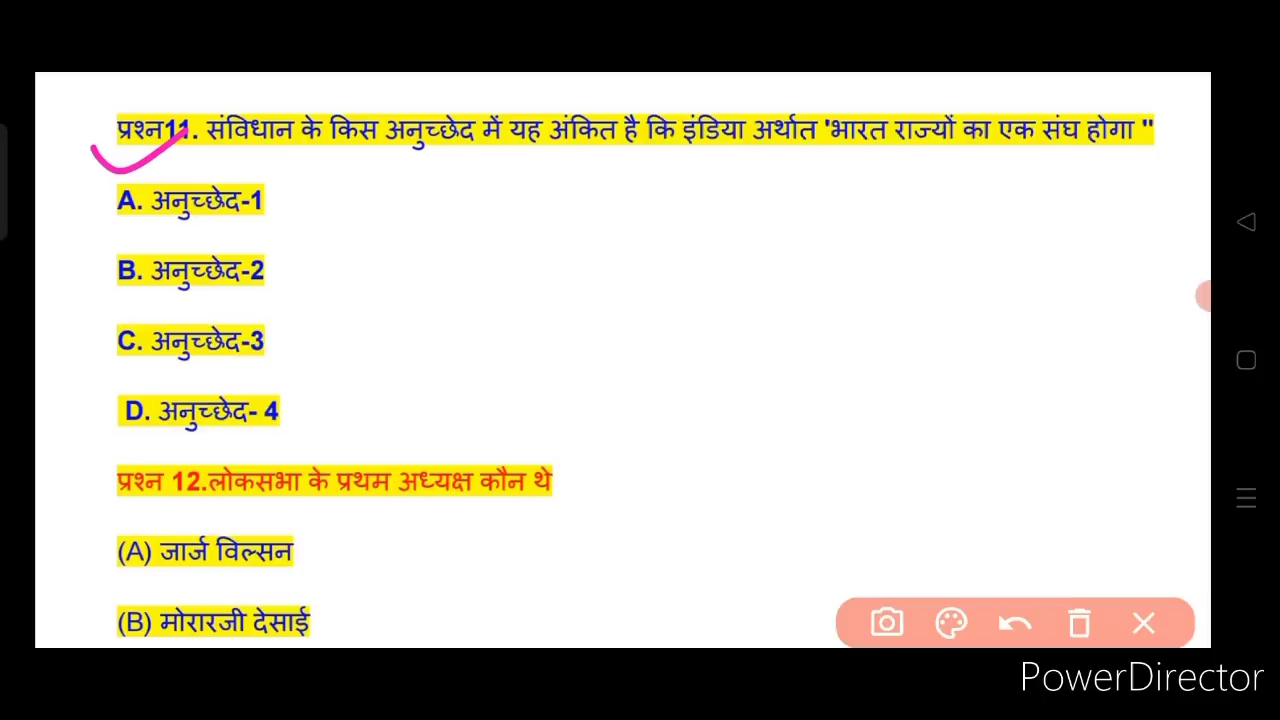 प्रश्न11. संविधान के किस अनुच्छेद में यह अंकित है कि इंडिया अर्थात 'भारत राज्यों का एक संघ होगा "
A. अनुच्छेद-1
B. अनुच्छेद-2
C. अनुच्छेद-3
D. अनुच्छेद- 4
प्रश्न 12.लोकसभा के प्रथम अध्यक्ष कौन थे
(A) जार्ज विल्सन
(B) मोरारजी देसाई
PowerDirector